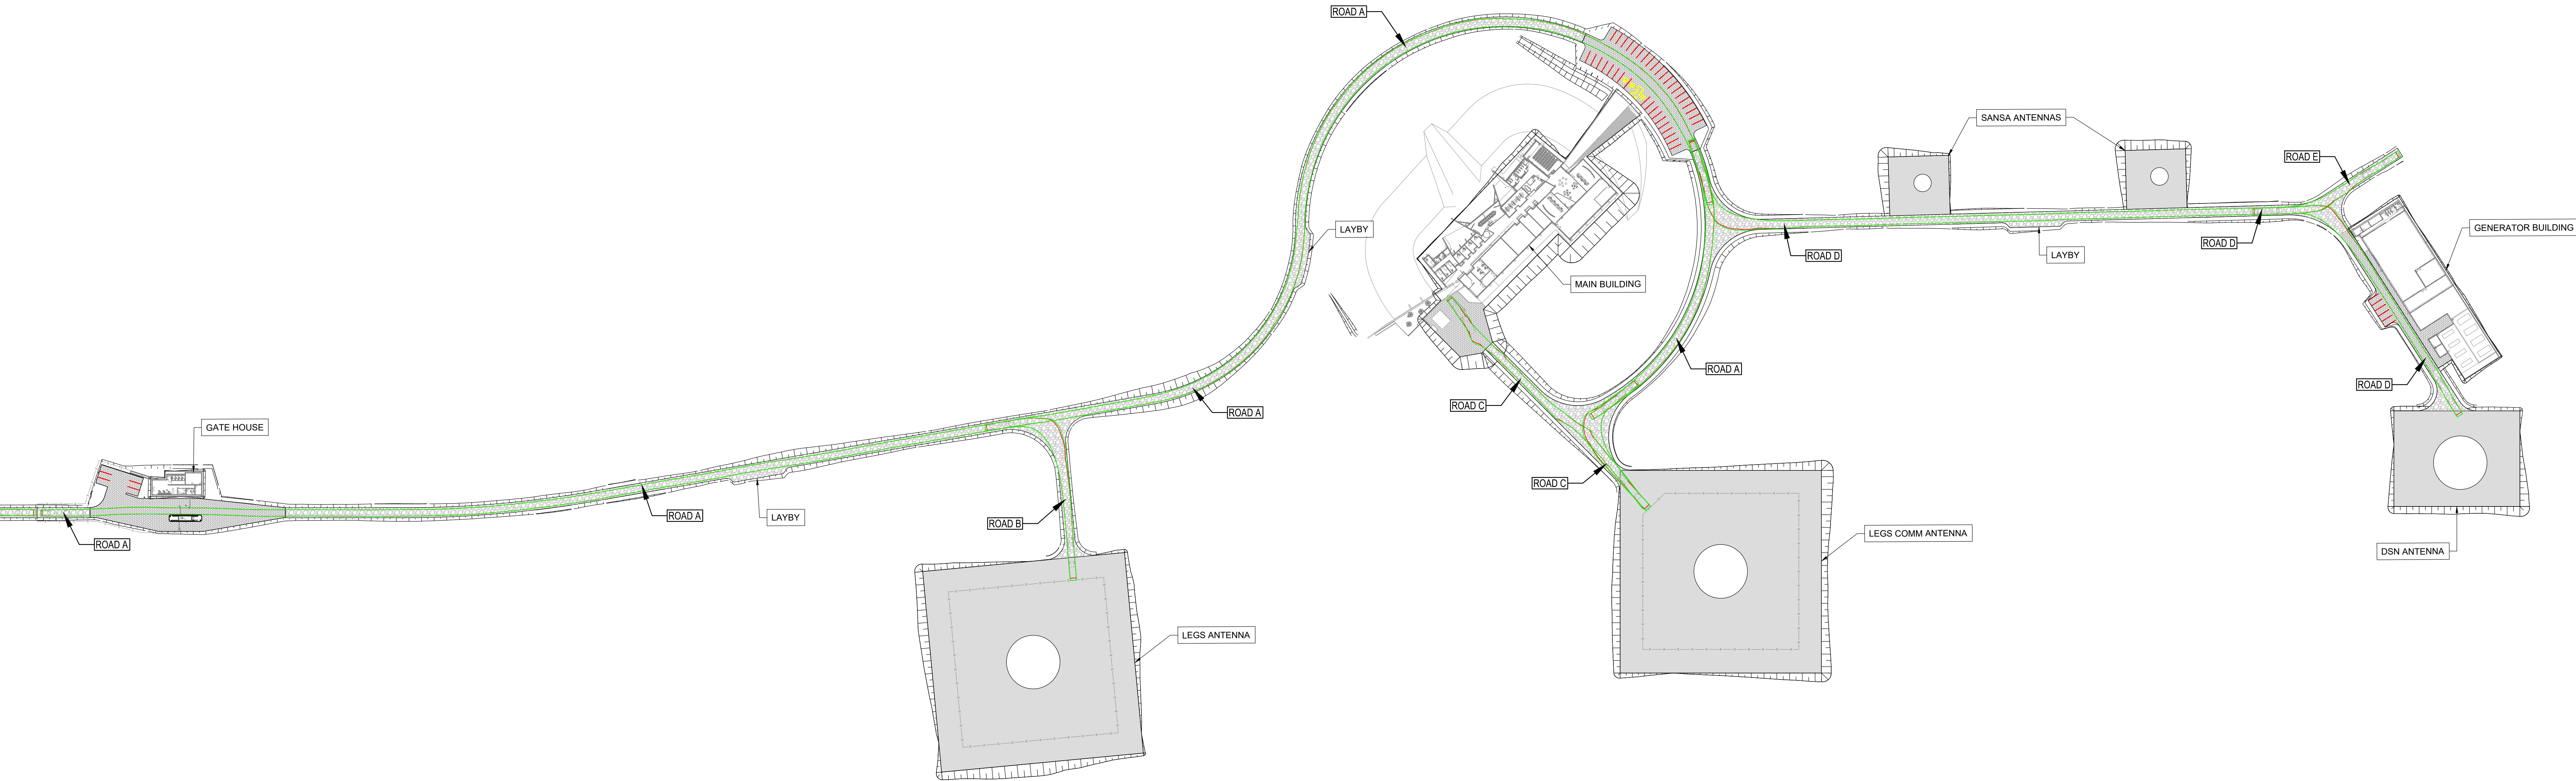 ROAD A
SANSA ANTENNAS
ROAD E
LAYBY
GENERATOR BUILDING
ROAD D
ROAD D
LAYBY
MAIN BUILDING
ROAD A
ROAD D
ROAD C
ROAD A
GATE HOUSE
ROAD C
ROAD A
LAYBY
ROAD B
LEGS COMM ANTENNA
ROAD A
DSN ANTENNA
LEGS ANTENNA